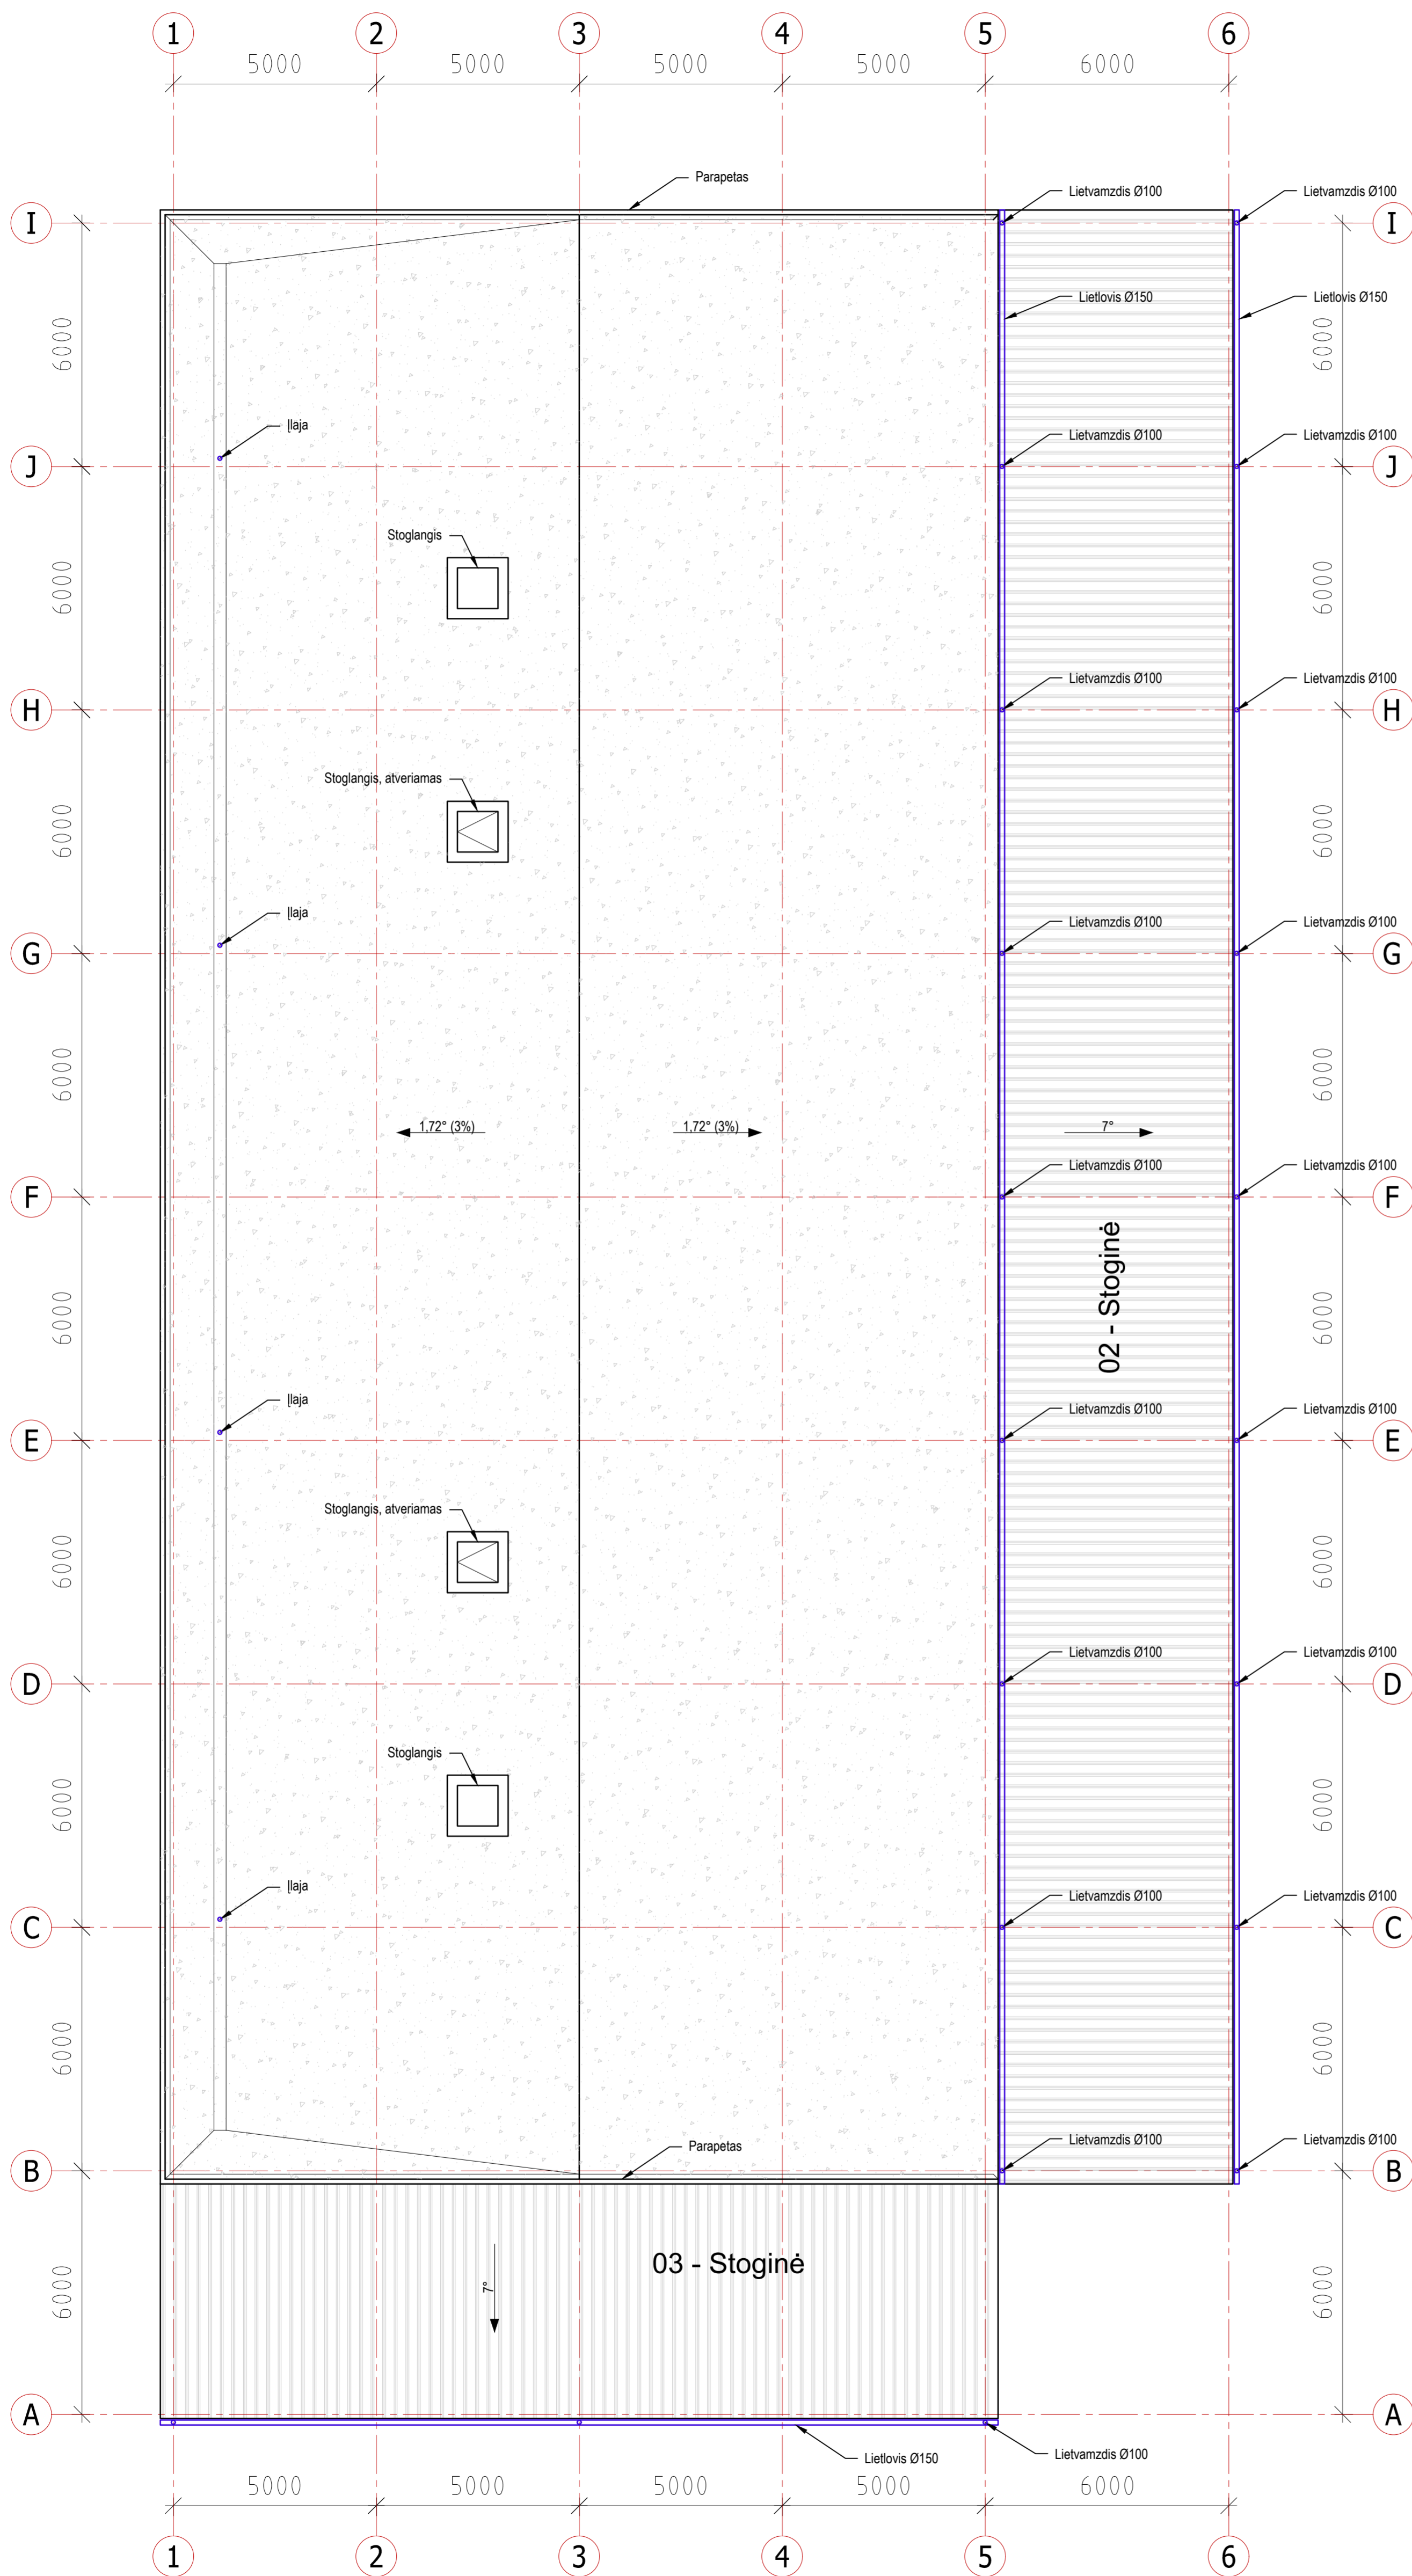 1 2 3 4 5 6
5000 5000 5000 5000 6000
Parapetas
Lietvamzdis Ø100 Lietvamzdis Ø100
I I
Lietlovis Ø150 Lietlovis Ø150
6000 6000
Įlaja Lietvamzdis Ø100 Lietvamzdis Ø100
J J
Stoglangis
6000 6000
Lietvamzdis Ø100 Lietvamzdis Ø100
H H
Stoglangis, atveriamas
6000 6000
Įlaja Lietvamzdis Ø100 Lietvamzdis Ø100
G G
6000 6000
1,72° (3%) 1,72° (3%) 7°
Lietvamzdis Ø100 Lietvamzdis Ø100
F F
02 - Stoginė
6000 6000
Įlaja Lietvamzdis Ø100 Lietvamzdis Ø100
E E
Stoglangis, atveriamas
6000 6000
Lietvamzdis Ø100 Lietvamzdis Ø100
D D
Stoglangis
6000 6000
Įlaja Lietvamzdis Ø100 Lietvamzdis Ø100
C C
6000 6000
Parapetas Lietvamzdis Ø100 Lietvamzdis Ø100
B B
03 - Stoginė
7°
6000 6000
A A
Lietlovis Ø150 Lietvamzdis Ø100
5000 5000 5000 5000 6000
1 2 3 4 5 6